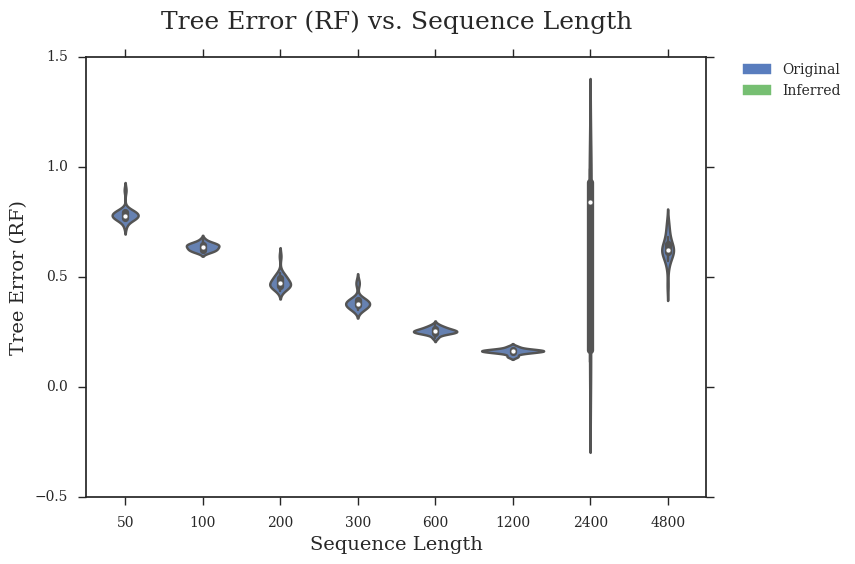 Tree Error (RF) vs. Sequence Length
Original
Inferred
1.5
1.0
0.5
0.0
−0.5
Tree Error (RF)
50 100 200 300 600 1200 2400 4800
Sequence Length